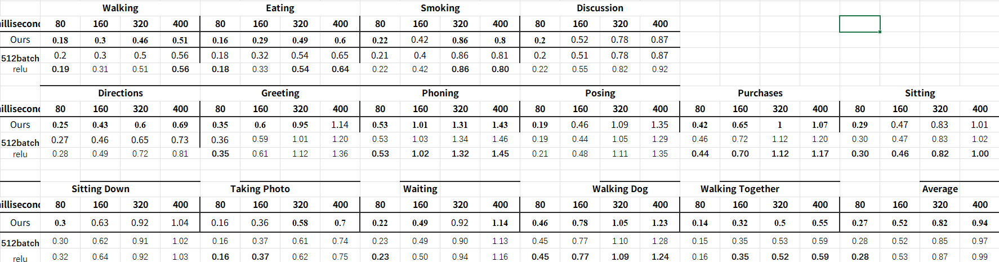 Walking Eating Smoking Discussion
illisecond 80 160 320 400 80 160 320 400 80 160 320 400 80 160 320 400
Ours 0.18 0.3 0.46 0.51 0.16 0.29 0.49 0.6 0.22 0.42 0.86 0.8 0.2 0.52 0.78 0.87
512batch 0.2 0.3 0.5 0.56 0.18 0.32 0.54 0.65 0.21 0.4 0.86 0.81 0.2 0.51 0.78 0.87
relu 0.19 0.31 0.51 0.56 0.18 0.33 0.54 0.64 0.22 0.42 0.86 0.80 0.22 0.55 0.82 0.92
Directions Greeting Phoning Posing Purchases Sitting
illisecond 80 160 320 400 80 160 320 400 80 160 320 400 80 160 320 400 80 160 320 400 80 160 320 400
Ours 0.25 0.43 0.6 0.69 0.35 0.6 0.95 1.14 0.53 1.01 1.31 1.43 0.19 0.46 1.09 1.35 0.42 0.65 1 1.07 0.29 0.47 0.83 1.01
512batch 0.27 0.46 0.65 0.73 0.36 0.59 1.01 1.20 0.53 1.03 1.34 1.46 0.19 0.44 1.05 1.29 0.46 0.72 1.12 1.20 0.30 0.47 0.83 1.02
relu 0.28 0.49 0.72 0.81 0.35 0.61 1.12 1.36 0.53 1.02 1.32 1.45 0.21 0.48 1.11 1.35 0.44 0.70 1.12 1.17 0.30 0.46 0.82 1.00
Sitting Down Taking Photo Waiting Walking Dog Walking Together Average
illisecond 80 160 320 400 80 160 320 400 80 160 320 400 80 160 320 400 80 160 320 400 80 160 320 400
Ours 0.3 0.63 0.92 1.04 0.16 0.36 0.58 0.7 0.22 0.49 0.92 1.14 0.46 0.78 1.05 1.23 0.14 0.32 0.5 0.55 0.27 0.52 0.82 0.94
512batch 0.30 0.62 0.91 1.02 0.16 0.37 0.61 0.74 0.23 0.49 0.90 1.13 0.45 0.77 1.10 1.28 0.15 0.35 0.53 0.59 0.28 0.52 0.85 0.97
relu 0.32 0.64 0.92 1.03 0.16 0.37 0.62 0.75 0.23 0.50 0.94 1.16 0.45 0.77 1.09 1.24 0.16 0.35 0.52 0.59 0.28 0.53 0.87 0.99